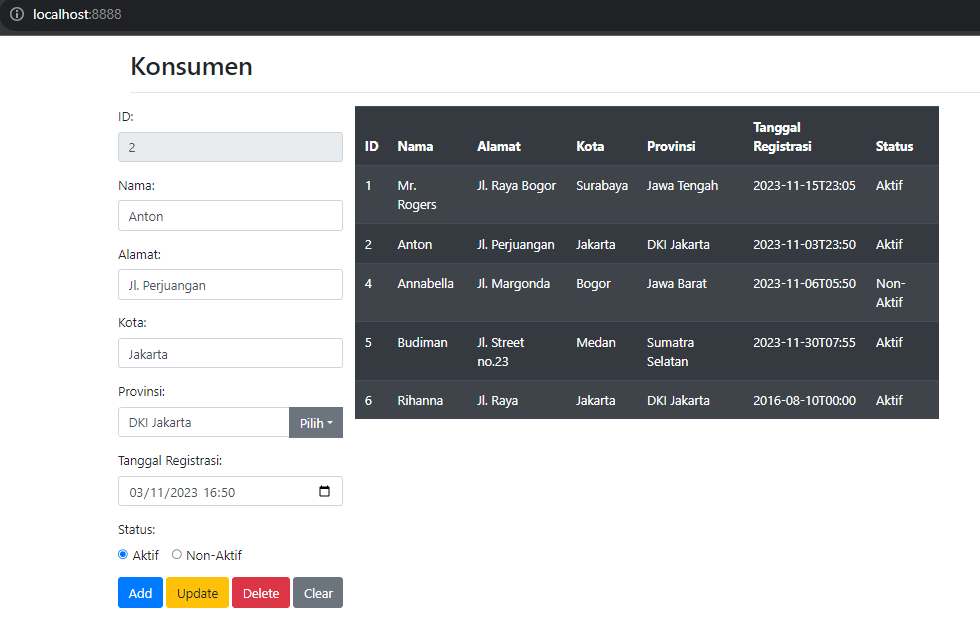 localhost:8888
Konsumen
ID:
2
Nama:
Anton
Alamat:
Jl. Perjuangan
Kota:
Jakarta
Provinsi:
DKI Jakarta Pilih
Tanggal Registrasi:
03/11/2023 16:50
Status:
Aktif Non-Aktif
Add Update Delete Clear
Tanggal
ID Nama Alamat Kota Provinsi Registrasi Status
1 Mr. Jl. Raya Bogor Surabaya Jawa Tengah 2023-11-15T23:05 Aktif
Rogers
2 Anton Jl. Perjuangan Jakarta DKI Jakarta 2023-11-03T23:50 Aktif
4 Annabella Jl. Margonda Bogor Jawa Barat 2023-11-06T05:50 Non-
Aktif
5 Budiman Jl. Street Medan Sumatra 2023-11-30T07:55 Aktif
no.23 Selatan
6 Rihanna Jl. Raya Jakarta DKI Jakarta 2016-08-10T00:00 Aktif